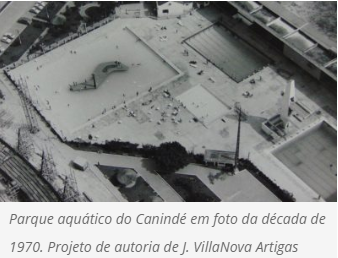 Parque aquático do Canindé em foto da década de
1970. Projeto de autoria de J. VillaNova Artigas